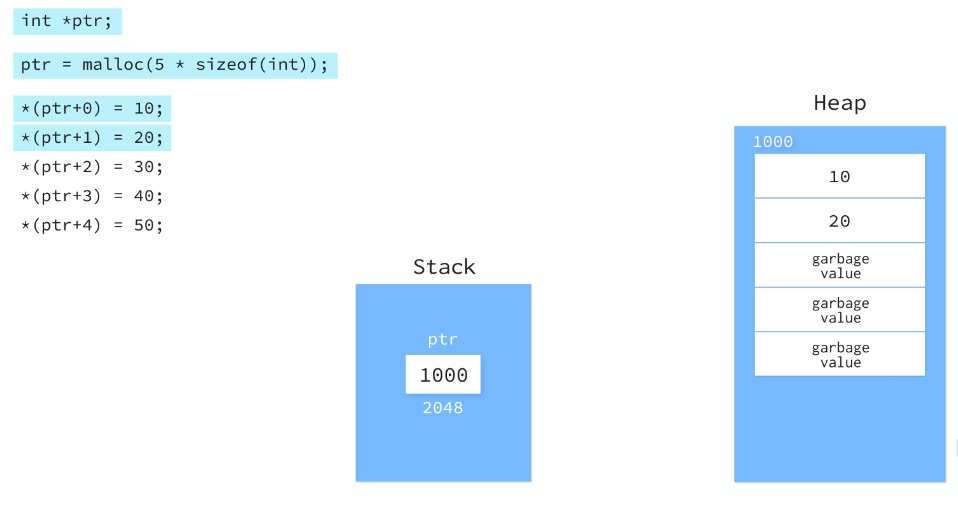 int *ptr;
ptr = malloc(5 * sizeof(int));
*(ptr+0) = 10;
*(ptr+1) = 20;
*(ptr+2) = 30;
*(ptr+3) = 40;
*(ptr+4) = 50;
Stack
ptr
1000
2048
Heap
1000
10
20
garbage
value
garbage
value
garbage
value